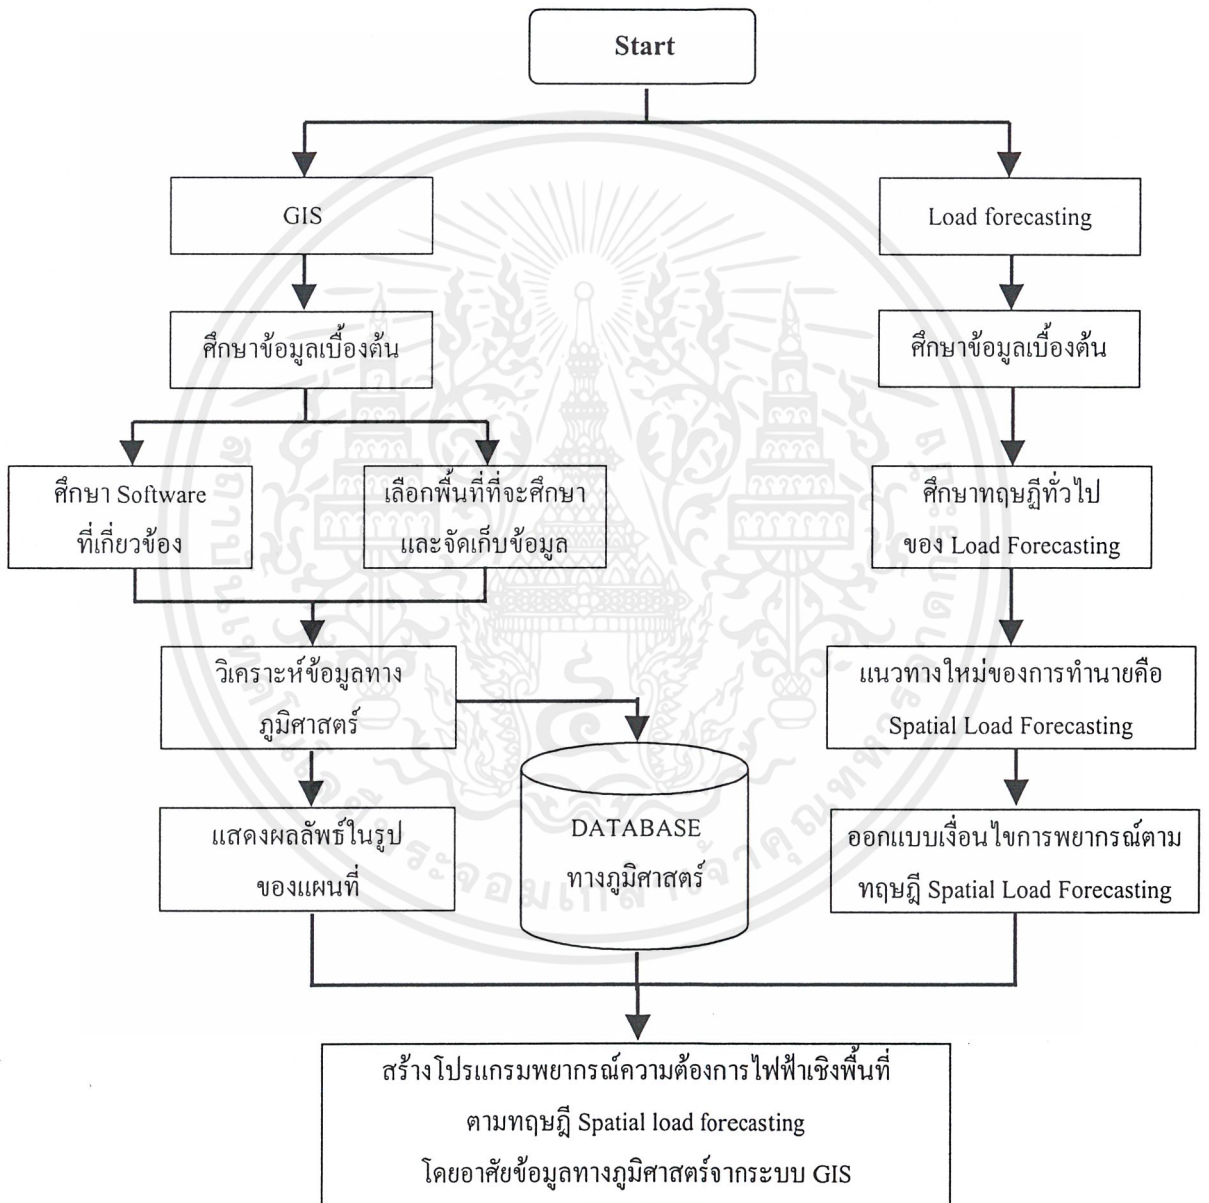 Start
GIS
Load forecasting
ศึกษาข้อมูลเบื้องต้น
ศึกษาข้อมูลเบื้องต้น
ศึกษา Software
ที่เกี่ยวข้อง
เลือกพื้นที่ที่จะศึกษา
และจัดเก็บข้อมูล
ศึกษาทฤษฎีทั่วไป
ของ Load Forecasting
วิเคราะห์ข้อมูลทาง
ภูมิศาสตร์
แนวทางใหม่ของการทำนายคือ
Spatial Load Forecasting
แสดงผลลัพธ์ในรูป
ของแผนที่
DATABASE
ทางภูมิศาสตร์
ออกแบบเงื่อนไขการพยากรณ์ตาม
ทฤษฎี Spatial Load Forecasting
สร้างโปรแกรมพยากรณ์ความต้องการไฟฟ้าเชิงพื้นที่
ตามทฤษฎี Spatial load forecasting
โดยอาศัยข้อมูลทางภูมิศาสตร์จากระบบ GIS